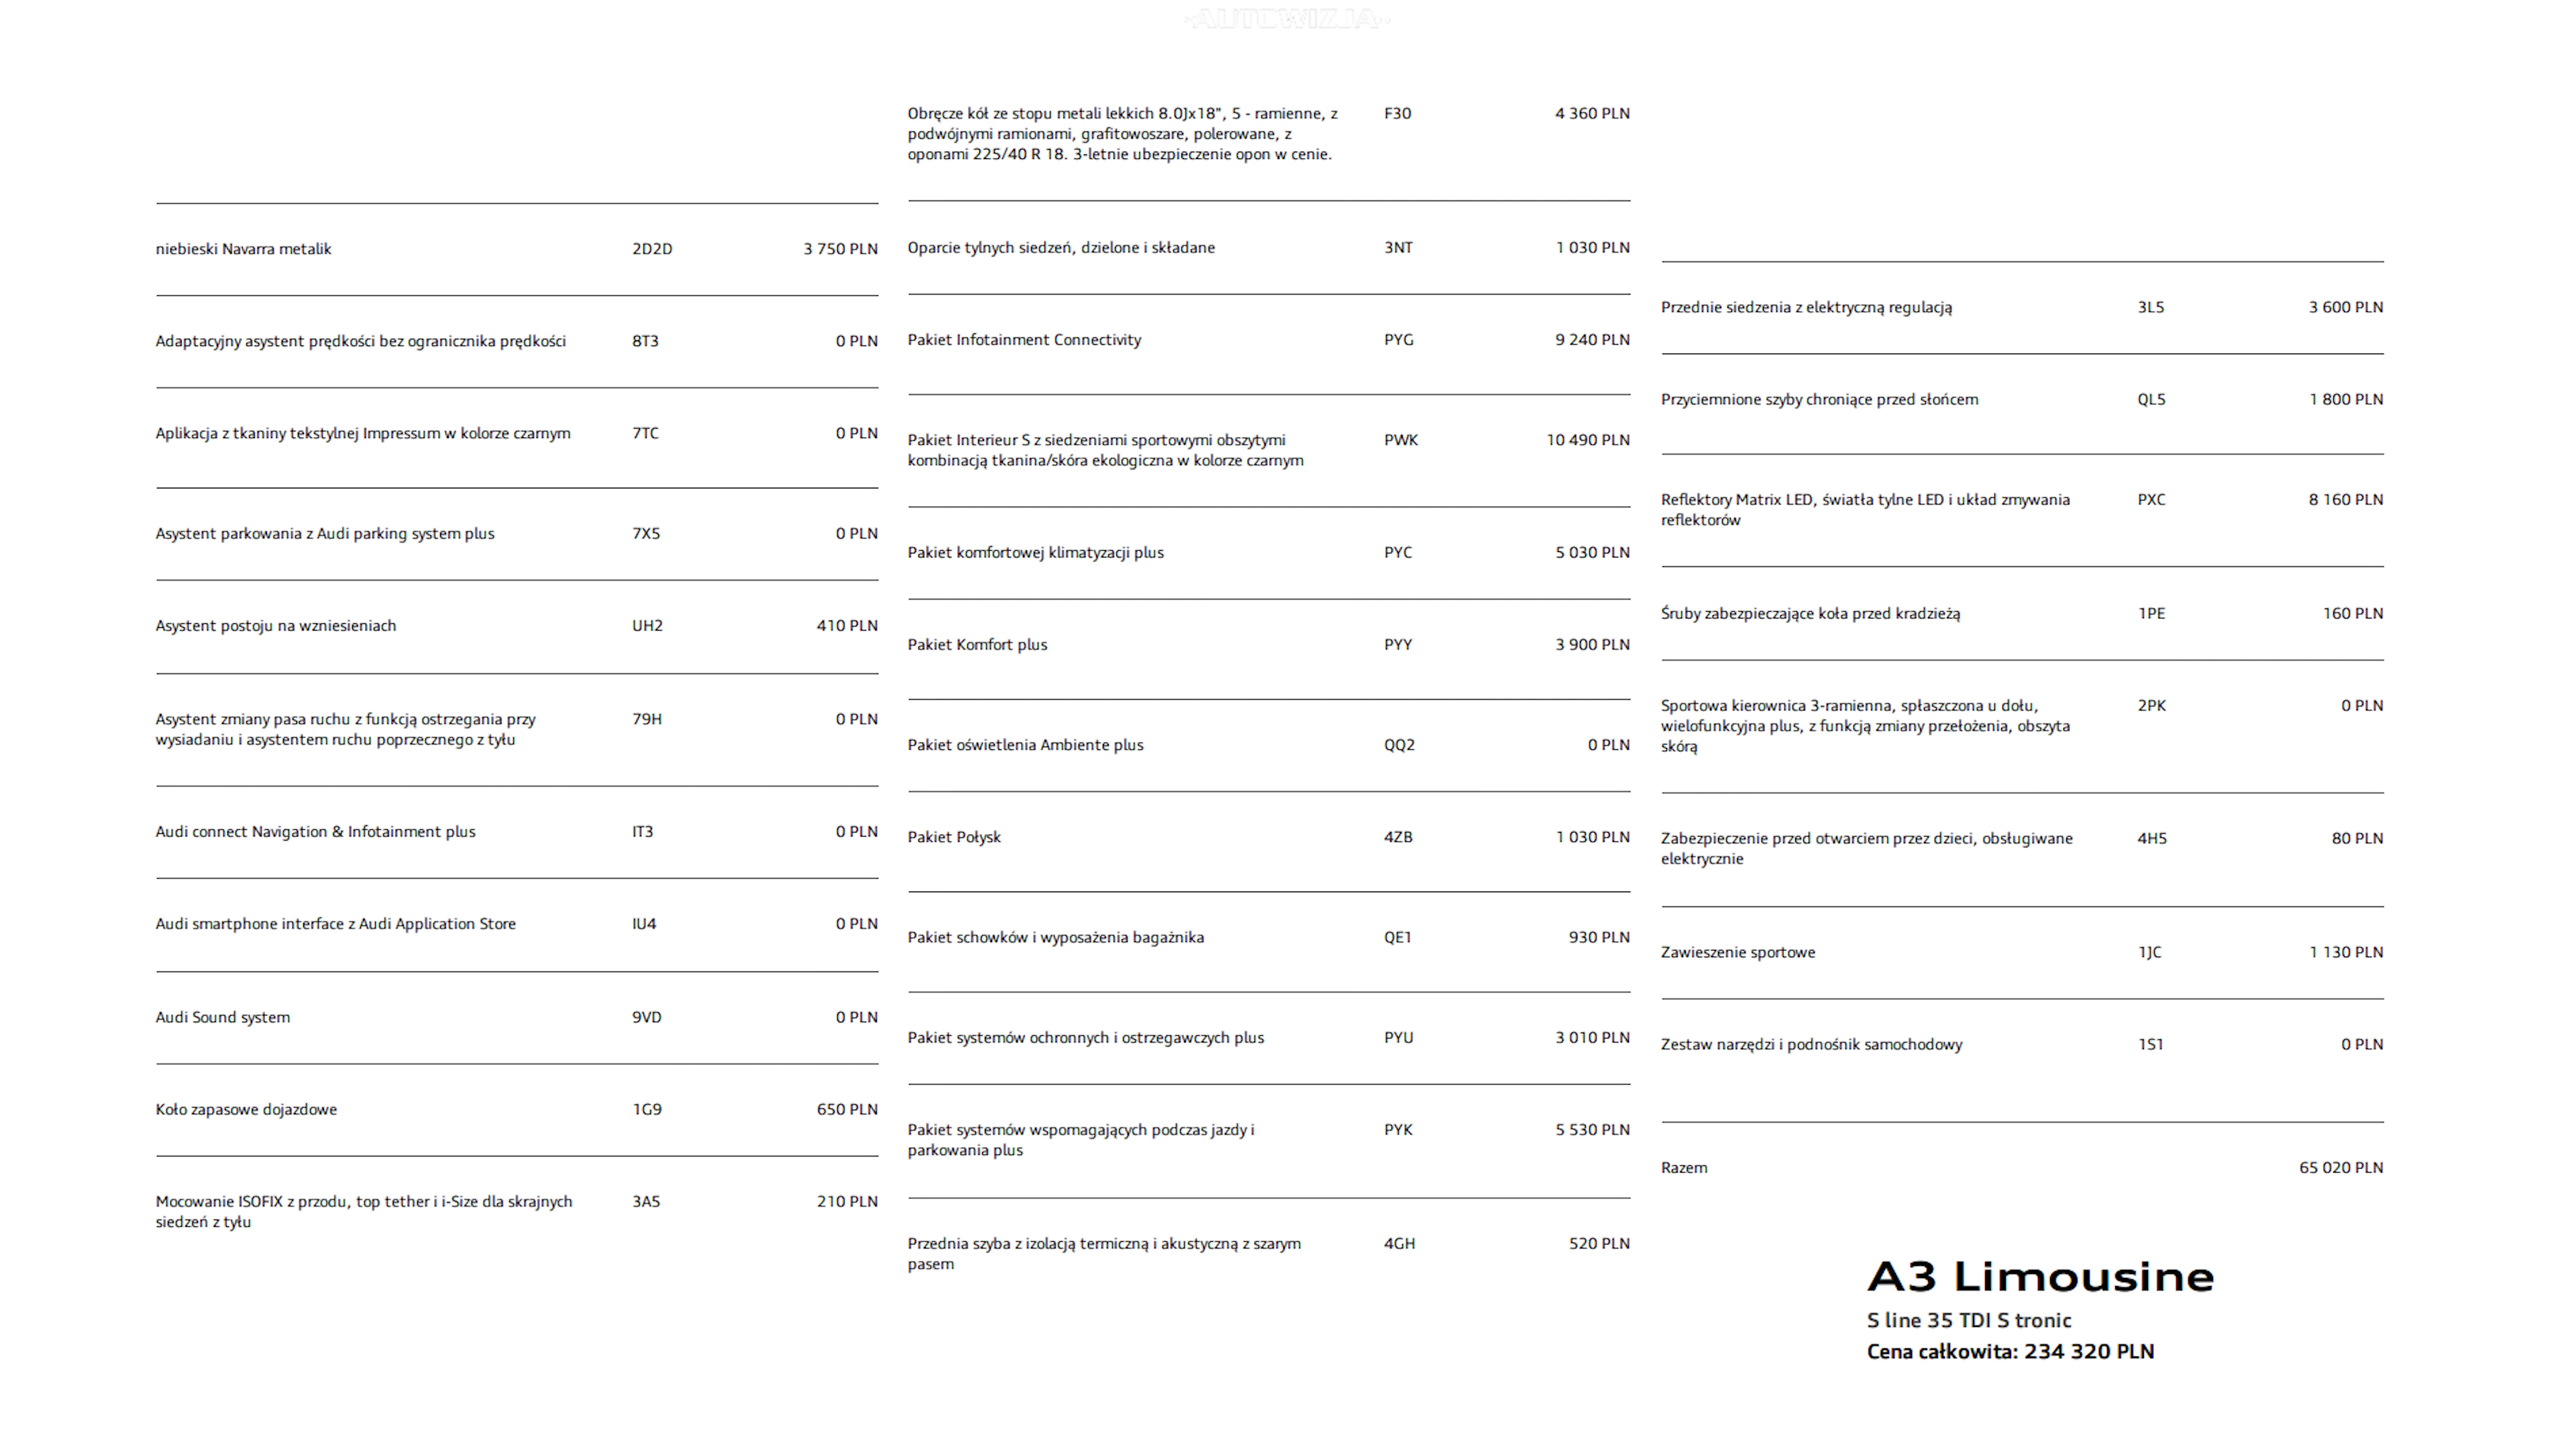 AUTOWIZJA
niebieski Navarra metalik 2D2D 3 750 PLN
Adaptacyjny asystent prędkości bez ogranicznika prędkości 8T3 0 PLN
Aplikacja z tkaniny tekstylnej Impressum w kolorze czarnym 7TC 0 PLN
Asystent parkowania z Audi parking system plus 7X5 0 PLN
Asystent postoju na wzniesieniach UH2 410 PLN
Asystent zmiany pasa ruchu z funkcją ostrzegania przy 79H 0 PLN
wysiadaniu i asystentem ruchu poprzecznego z tyłu
Audi connect Navigation & Infotainment plus IT3 0 PLN
Audi smartphone interface z Audi Application Store IU4 0 PLN
Audi Sound system 9VD 0 PLN
Koło zapasowe dojazdowe 1G9 650 PLN
Mocowanie ISOFIX z przodu, top tether i i-Size dla skrajnych 3A5 210 PLN
siedzeń z tyłu
Obręcze kół ze stopu metali lekkich 8.0Jx18", 5 - ramienne, z F30 4 360 PLN
podwójnymi ramionami, grafitowoszare, polerowane, z
oponami 225/40 R 18. 3-letnie ubezpieczenie opon w cenie.
Oparcie tylnych siedzeń, dzielone i składane 3NT 1 030 PLN
Pakiet Infotainment Connectivity PYG 9 240 PLN
Pakiet Interieur S z siedzeniami sportowymi obszytymi PWK 10 490 PLN
kombinacją tkanina/skóra ekologiczna w kolorze czarnym
Pakiet komfortowej klimatyzacji plus PYC 5 030 PLN
Pakiet Komfort plus PYY 3 900 PLN
Pakiet oświetlenia Ambiente plus QQ2 0 PLN
Pakiet Połysk 4ZB 1 030 PLN
Pakiet schowków i wyposażenia bagażnika QE1 930 PLN
Pakiet systemów ochronnych i ostrzegawczych plus PYU 3 010 PLN
Pakiet systemów wspomagających podczas jazdy i PYK 5 530 PLN
parkowania plus
Przednia szyba z izolacją termiczną i akustyczną z szarym 4GH 520 PLN
pasem
Przednie siedzenia z elektryczną regulacją 3L5 3 600 PLN
Przyciemnione szyby chroniące przed słońcem QL5 1 800 PLN
Reflektory Matrix LED, światła tylne LED i układ zmywania PXC 8 160 PLN
reflektorów
Śruby zabezpieczające koła przed kradzieżą 1PE 160 PLN
Sportowa kierownica 3-ramienna, spłaszczona u dołu, 2PK 0 PLN
wielofunkcyjna plus, z funkcją zmiany przełożenia, obszyta
skórą
Zabezpieczenie przed otwarciem przez dzieci, obsługiwane 4H5 80 PLN
elektrycznie
Zawieszenie sportowe 1JC 1 130 PLN
Zestaw narzędzi i podnośnik samochodowy 1S1 0 PLN
Razem 65 020 PLN
A3 Limousine
S line 35 TDI S tronic
Cena całkowita: 234 320 PLN